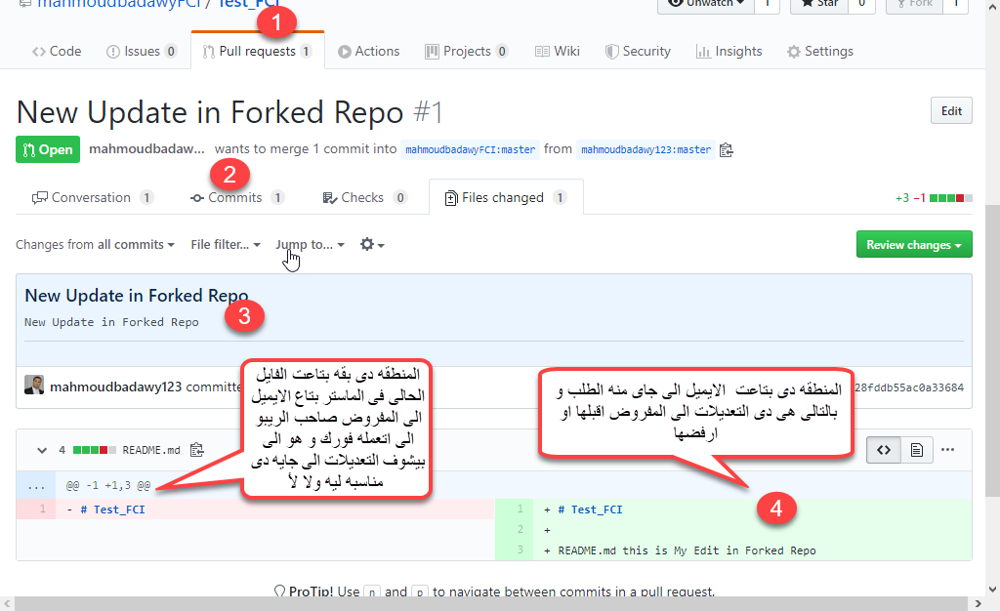 mahmoudbadawyFCI / Test_FCI
Unwatch 1 Star 0 Fork 1
1
Code Issues 0 Pull requests 1 Actions Projects 0 Wiki Security Insights Settings
New Update in Forked Repo #1 Edit
Open mahmoudbadaw... wants to merge 1 commit into mahmoudbadawyFCI:master from mahmoudbadawy123:master
2
Conversation 1 Commits 1 Checks 0 Files changed 1 +3 −1
Changes from all commits File filter... Jump to... Review changes
New Update in Forked Repo
New Update in Forked Repo
3
mahmoudbadawy123 committe 28fddb55ac0a33684
المنطقه دى بقه بتاعت الفايل
الحالى فى الماستر بتاع الايميل
الى المفروض صاحب الريبو
الى اتعمله فورك و هو الى
بيشوف التعديلات الى جايه دى
مناسبه ليه ولا لأ
المنطقه دى بتاعت الايميل الى جاى منه الطلب و
بالتالى هى دى التعديلات الى المفروض اقبلها او
ارفضها
4 README.md
... @@ -1 +1,3 @@
4
1 - # Test_FCI 1 + # Test_FCI
2 +
3 + README.md this is My Edit in Forked Repo
ProTip! Use n and p to navigate between commits in a pull request.